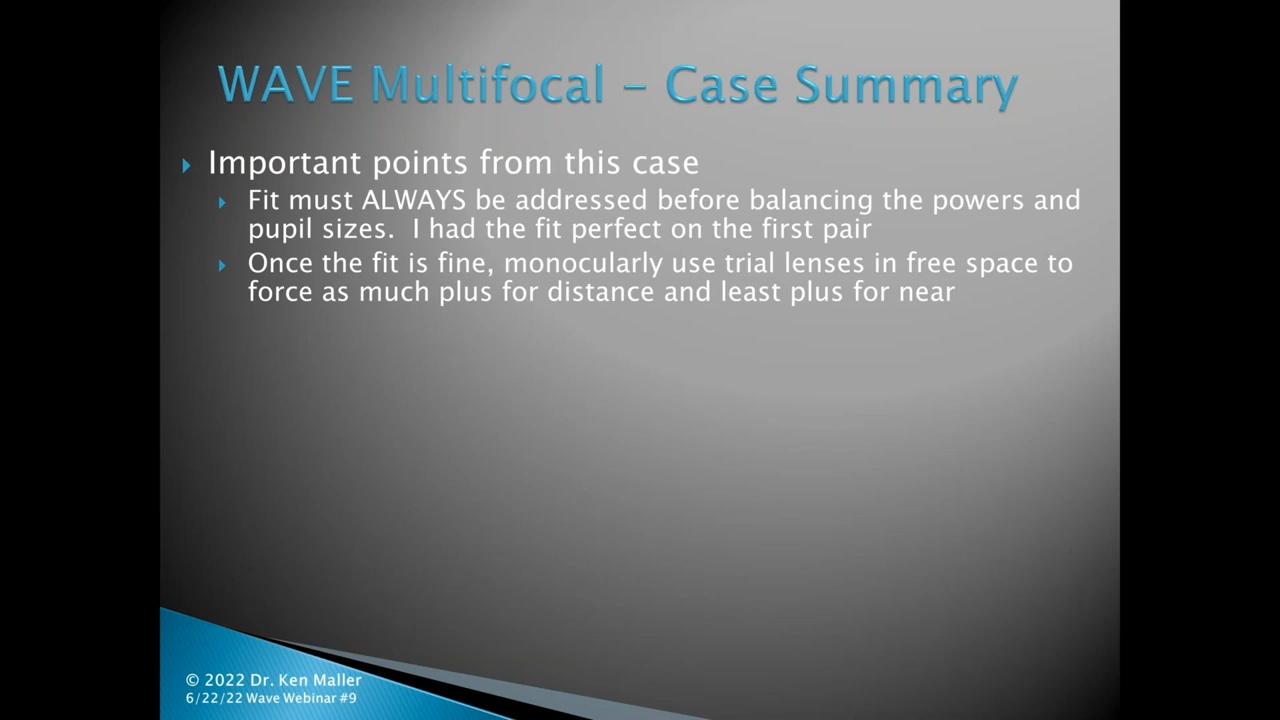 WAVE Multifocal – Case Summary
Important points from this case
Fit must ALWAYS be addressed before balancing the powers and
pupil sizes.  I had the fit perfect on the first pair
Once the fit is fine, monocularly use trial lenses in free space to
force as much plus for distance and least plus for near
© 2022 Dr. Ken Maller
6/22/22 Wave Webinar #9